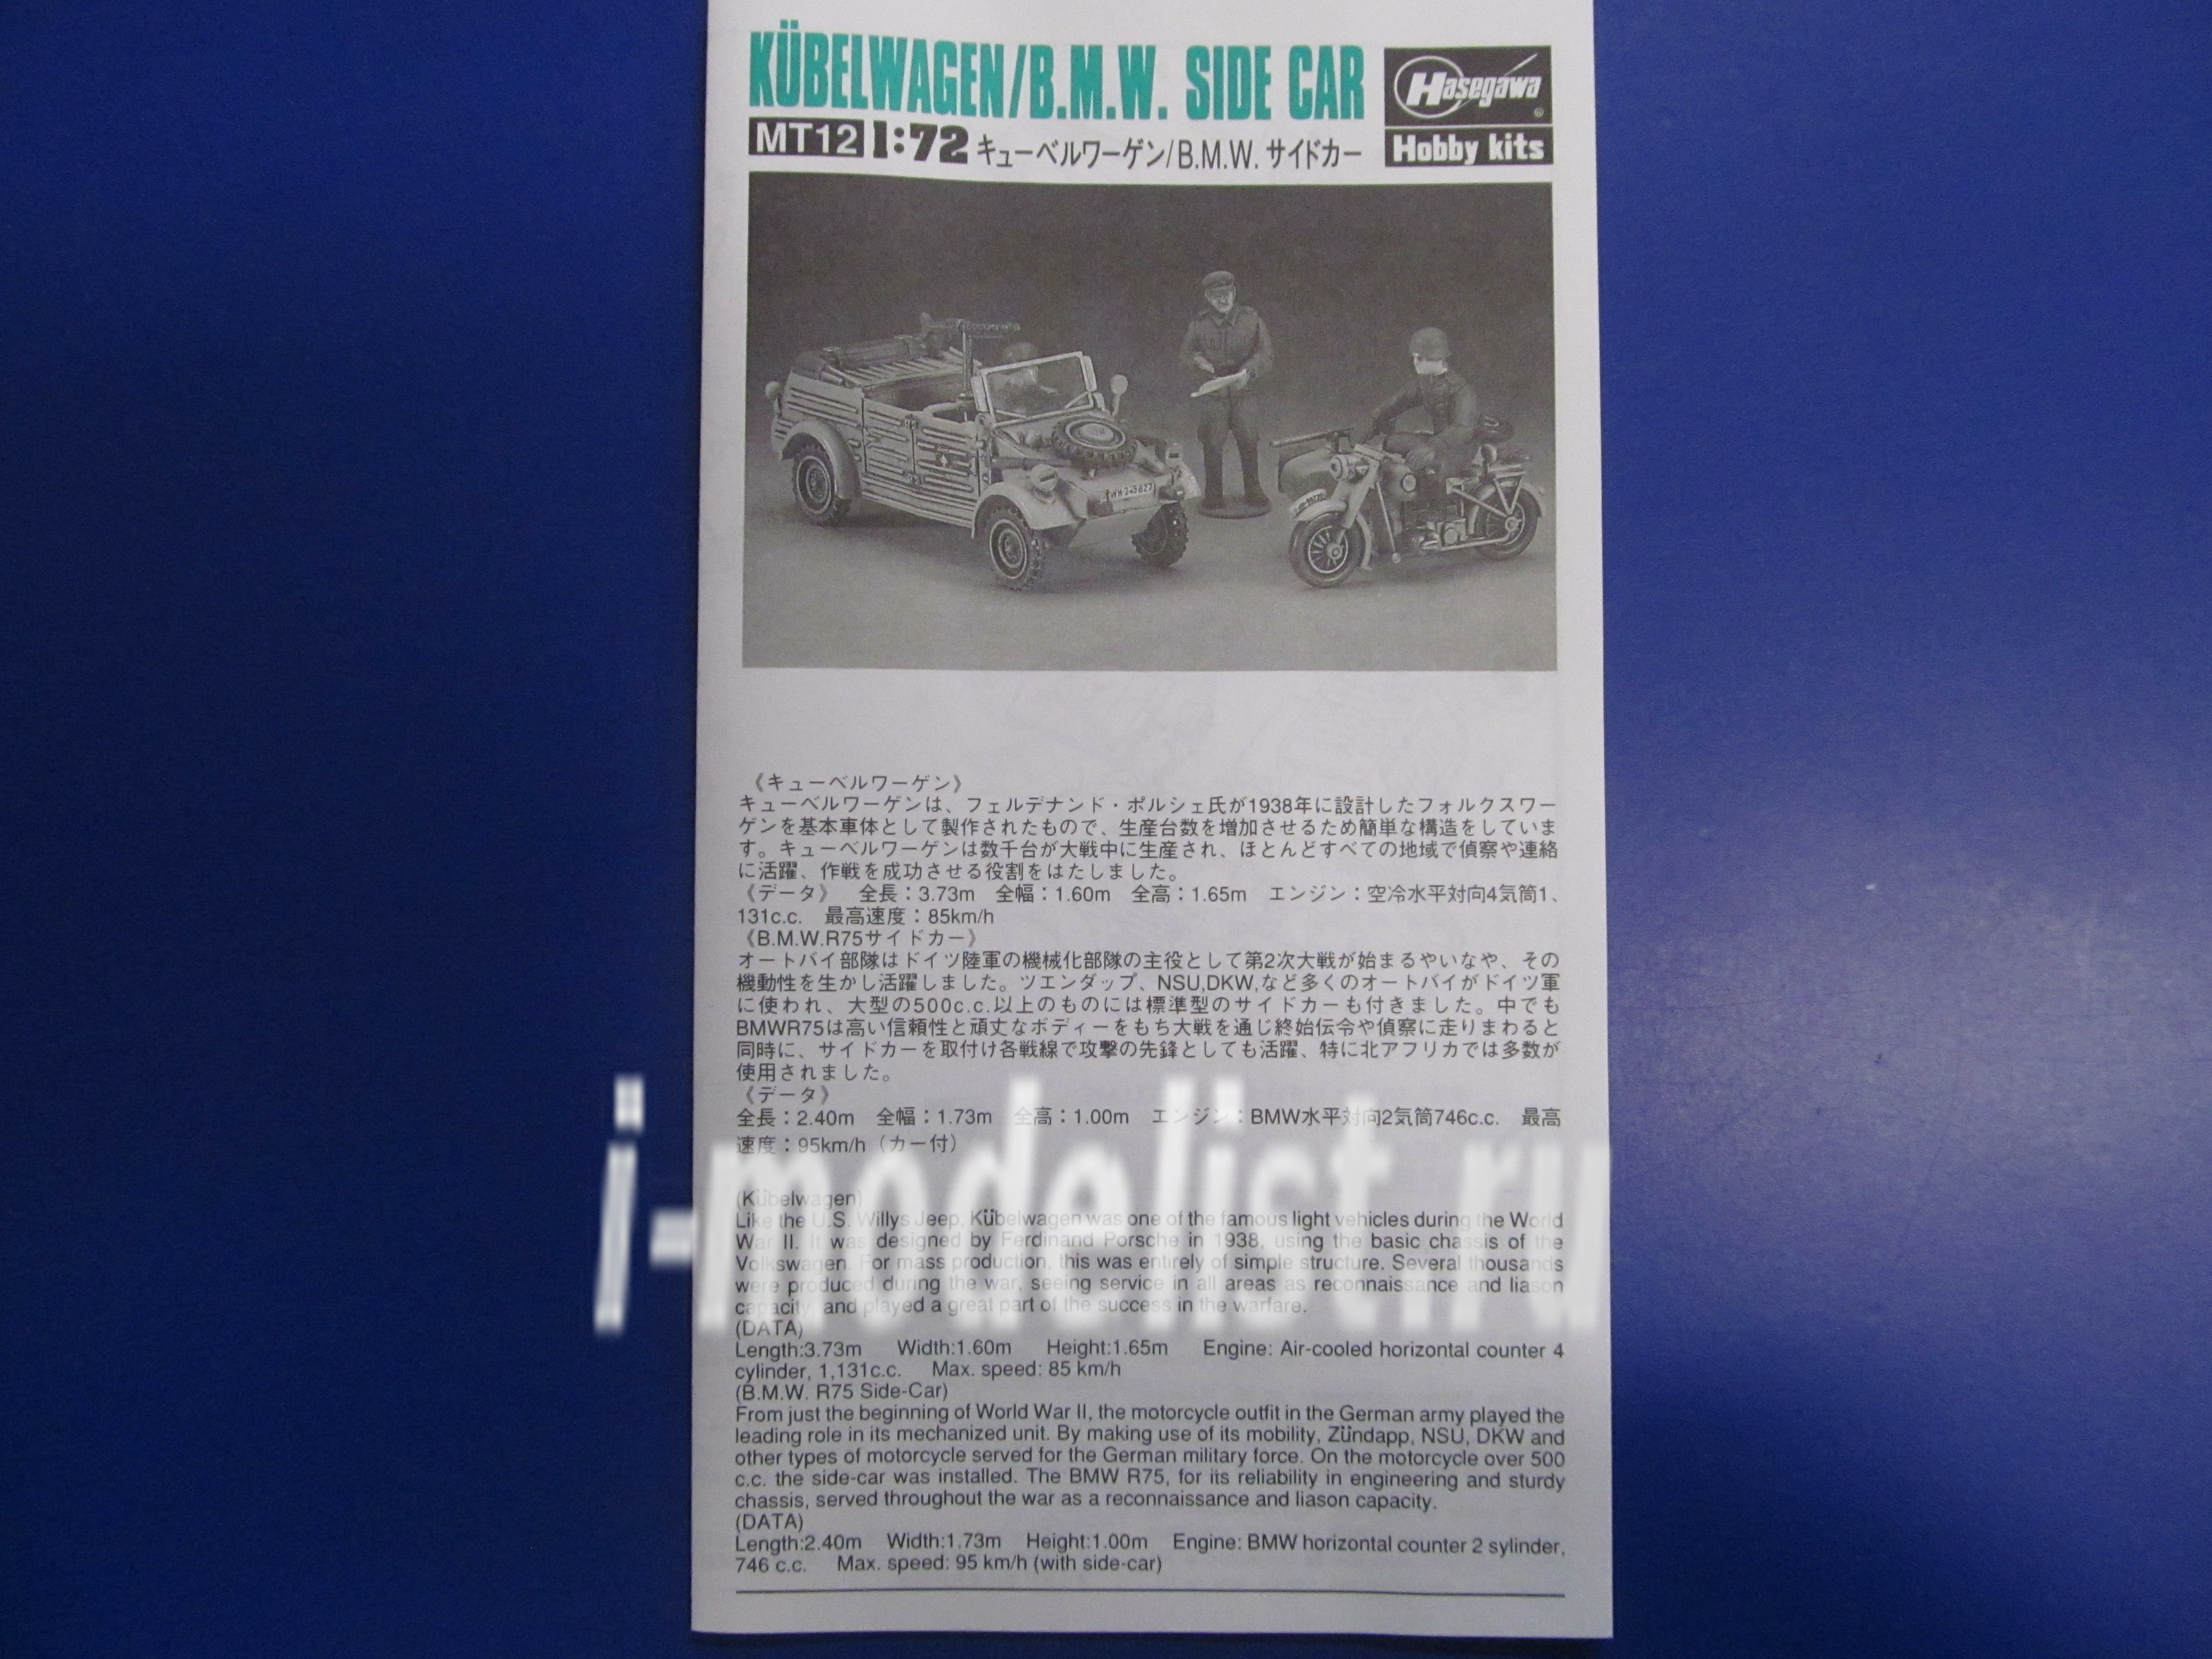 KÜBELWAGEN/B.M.W. SIDE CAR
Hasegawa
Hobby kits
MT12 1:72 キューベルワーゲン/B.M.W. サイドカー
《キューベルワーゲン》
キューベルワーゲンは、フェルデナンド・ポルシェ氏が1938年に設計したフォルクスワー
ゲンを基本車体として製作されたもので、生産台数を増加させるため簡単な構造をしていま
す。キューベルワーゲンは数千台が大戦中に生産され、ほとんどすべての地域で偵察や連絡
に活躍、作戦を成功させる役割をはたしました。
《データ》 全長：3.73m 全幅：1.60m 全高：1.65m エンジン：空冷水平対向4気筒1、
131c.c. 最高速度：85km/h
《B.M.W.R75サイドカー》
オートバイ部隊はドイツ陸軍の機械化部隊の主役として第2次大戦が始まるやいなや、その
機動性を生かし活躍しました。ツエンダップ、NSU,DKW,など多くのオートバイがドイツ軍
に使われ、大型の500c.c.以上のものには標準型のサイドカーも付きました。中でも
BMWR75は高い信頼性と頑丈なボディーをもち大戦を通じ終始伝令や偵察に走りまわると
同時に、サイドカーを取付け各戦線で攻撃の先鋒としても活躍、特に北アフリカでは多数が
使用されました。
《データ》
全長：2.40m 全幅：1.73m 全高：1.00m エンジン：BMW水平対向2気筒746c.c. 最高
速度：95km/h（カー付）
i-modelist.ru
(Kübelwagen)
Like the U.S. Willys Jeep, Kübelwagen was one of the famous light vehicles during the World
War II. It was designed by Ferdinand Porsche in 1938, using the basic chassis of the
Volkswagen. For mass production, this was entirely of simple structure. Several thousands
were produced during the war, seeing service in all areas as reconnaissance and liason
capacity and played a great part of the success in the warfare.
(DATA)
Length:3.73m Width:1.60m Height:1.65m Engine: Air-cooled horizontal counter 4
cylinder, 1,131c.c. Max. speed: 85 km/h
(B.M.W. R75 Side-Car)
From just the beginning of World War II, the motorcycle outfit in the German army played the
leading role in its mechanized unit. By making use of its mobility, Zündapp, NSU, DKW and
other types of motorcycle served for the German military force. On the motorcycle over 500
c.c. the side-car was installed. The BMW R75, for its reliability in engineering and sturdy
chassis, served throughout the war as a reconnaissance and liason capacity.
(DATA)
Length:2.40m Width:1.73m Height:1.00m Engine: BMW horizontal counter 2 sylinder,
746 c.c. Max. speed: 95 km/h (with side-car)